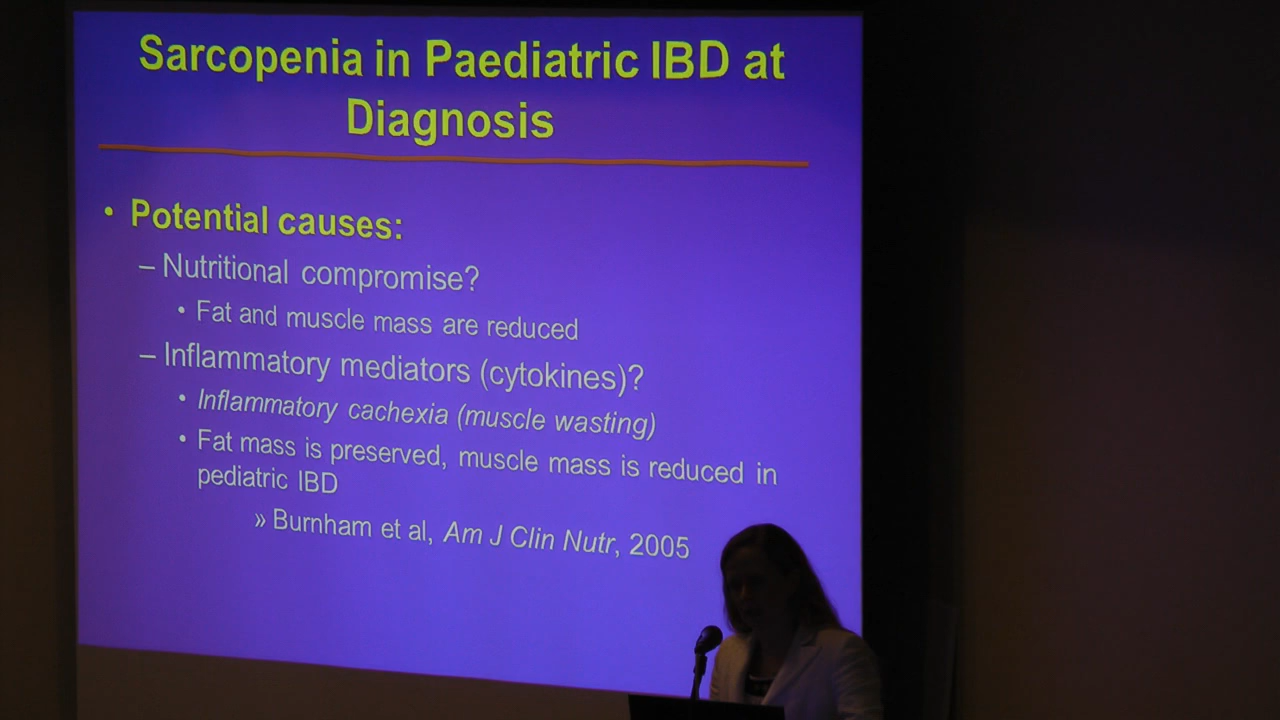 Sarcopenia in Paediatric IBD at
Diagnosis
• Potential causes:
– Nutritional compromise?
• Fat and muscle mass are reduced
– Inflammatory mediators (cytokines)?
• Inflammatory cachexia (muscle wasting)
• Fat mass is preserved, muscle mass is reduced in
pediatric IBD
» Burnham et al, Am J Clin Nutr, 2005